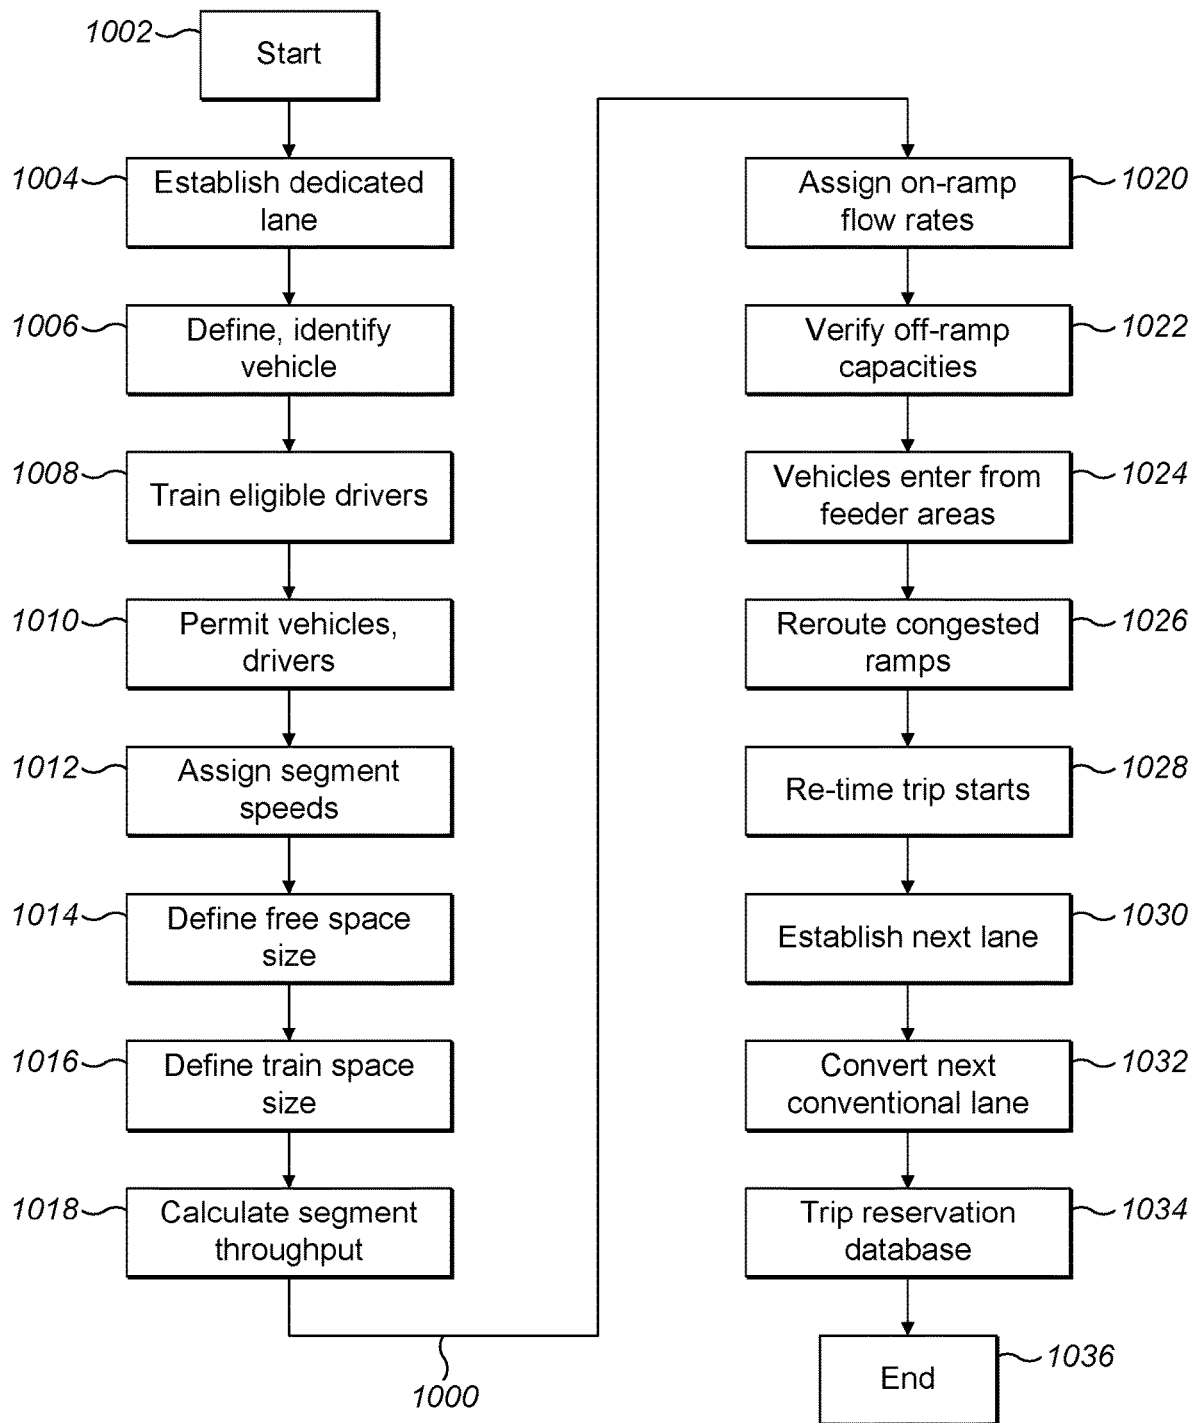 1002
Start
1004
Establish dedicated
lane
1006
Define, identify
vehicle
1008
Train eligible drivers
1010
Permit vehicles,
drivers
1012
Assign segment
speeds
1014
Define free space
size
1016
Define train space
size
1018
Calculate segment
throughput
1000
Assign on-ramp
flow rates
1020
Verify off-ramp
capacities
1022
Vehicles enter from
feeder areas
1024
Reroute congested
ramps
1026
Re-time trip starts
1028
Establish next lane
1030
Convert next
conventional lane
1032
Trip reservation
database
1034
End
1036